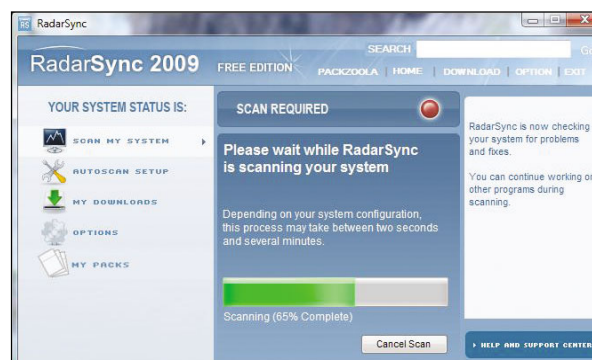 RadarSync
RadarSync 2009
FREE EDITION
SEARCH
PACKZOOLA | HOME | DOWNLOAD | OPTION | EXIT
YOUR SYSTEM STATUS IS:
SCAN MY SYSTEM
AUTOSCAN SETUP
MY DOWNLOADS
OPTIONS
MY PACKS
SCAN REQUIRED
Please wait while RadarSync
is scanning your system
Depending on your system configuration,
this process may take between two seconds
and several minutes.
Scanning (65% Complete)
Cancel Scan
RadarSync is now checking
your system for problems
and fixes.
You can continue working on
other programs during
scanning.
HELP AND SUPPORT CENTER